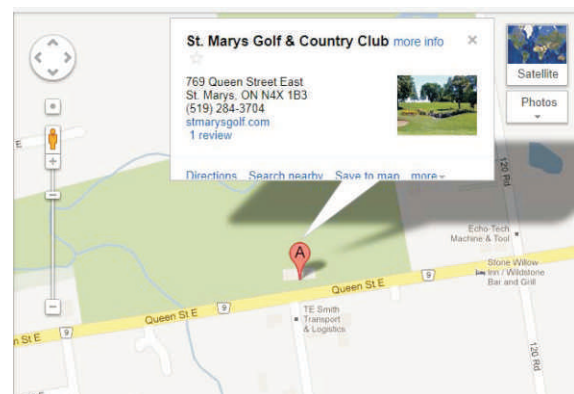 St. Marys Golf & Country Club more info
769 Queen Street East
St. Marys, ON N4X 1B3
(519) 284-3704
stmarysgolf.com
1 review
Directions Search nearby Save to map more
Satellite
Photos
E
120 Rd
Echo Tech
Machine & Tool
Stone Willow
Inn / Wildstone
Bar and Grill
A
Queen St E
9
Queen St E
9
n St E
9
TE Smith
Transport
& Logistics
120 Rd